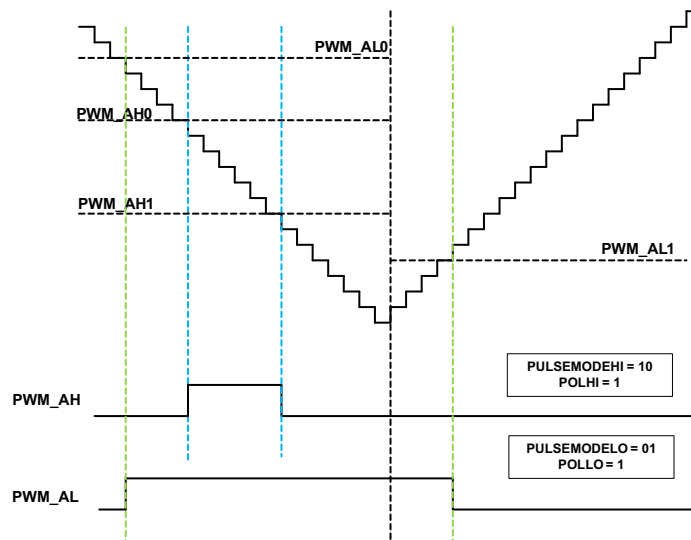 PWM_AL0
PWM_AH0
PWM_AH1
PWM_AL1
PULSEMODEHI = 10
POLHI = 1
PWM_AH
PULSEMODELO = 01
POLLO = 1
PWM_AL